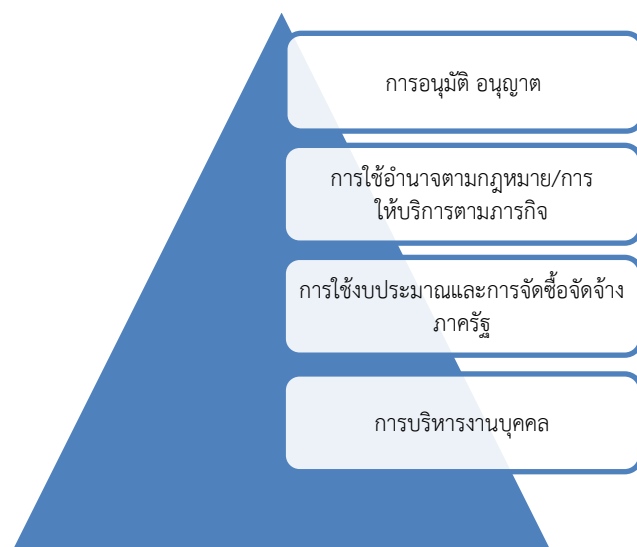 การอนุมัติ อนุญาต
การใช้อำนาจตามกฎหมาย/การ
ให้บริการตามภารกิจ
การใช้งบประมาณและการจัดซื้อจัดจ้าง
ภาครัฐ
การบริหารงานบุคคล